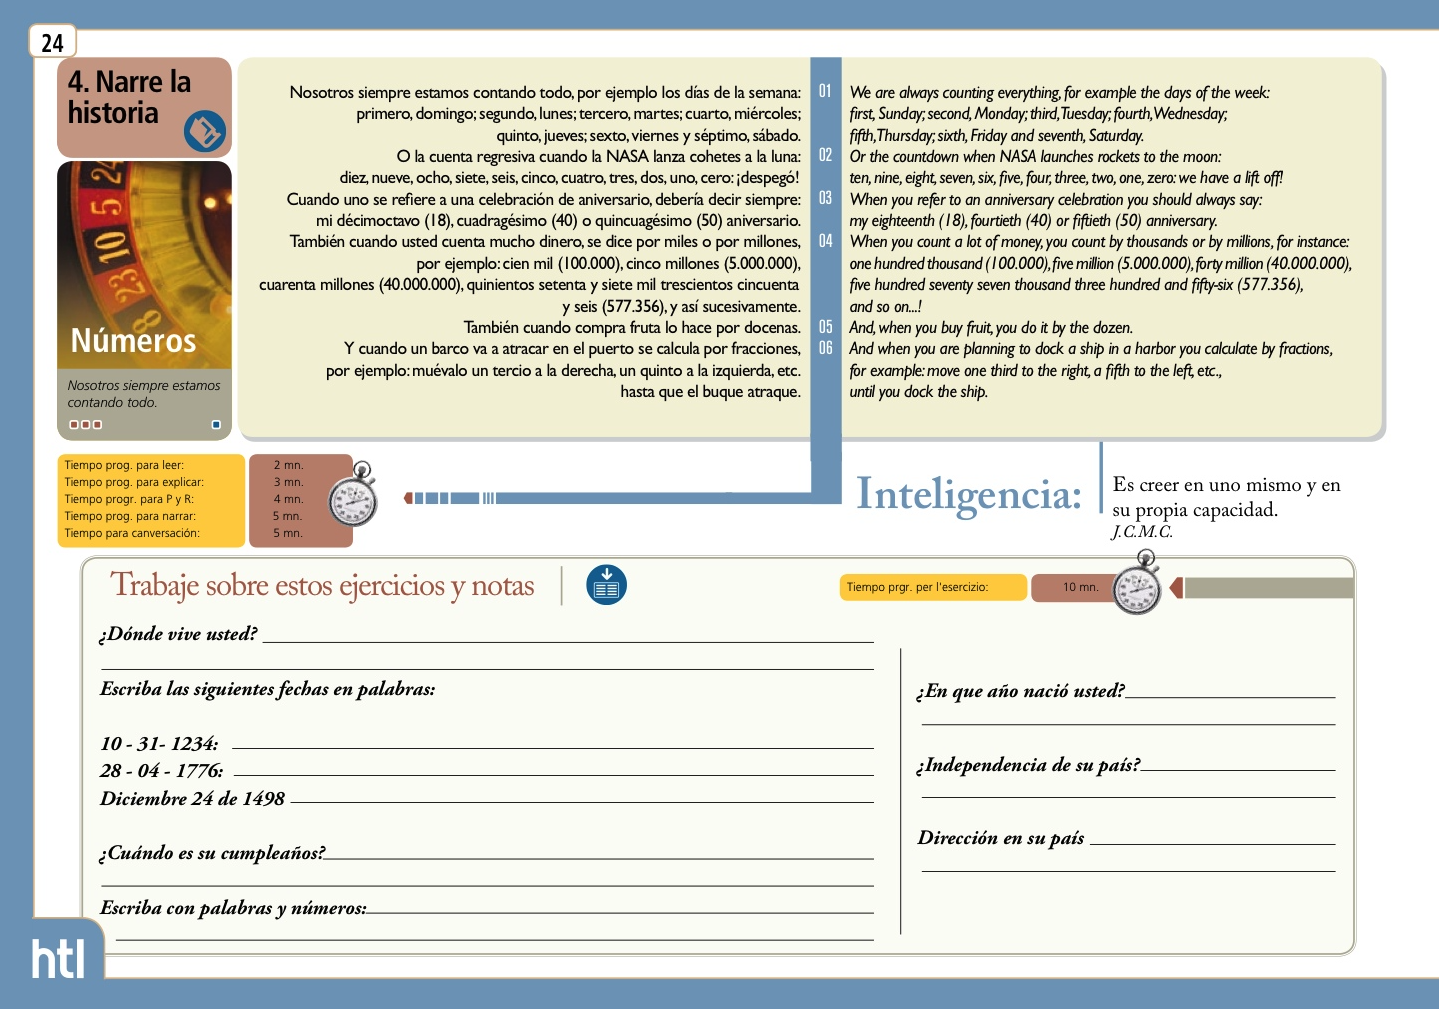 24
4. Narre la
historia
10 5 24
23
8
Números
Nosotros siempre estamos
contando todo.
Nosotros siempre estamos contando todo, por ejemplo los días de la semana:
primero, domingo; segundo, lunes; tercero, martes; cuarto, miércoles;
quinto, jueves; sexto, viernes y séptimo, sábado.
O la cuenta regresiva cuando la NASA lanza cohetes a la luna:
diez, nueve, ocho, siete, seis, cinco, cuatro, tres, dos, uno, cero: ¡despegó!
Cuando uno se refiere a una celebración de aniversario, debería decir siempre:
mi décimoctavo (18), cuadragésimo (40) o quincuagésimo (50) aniversario.
También cuando usted cuenta mucho dinero, se dice por miles o por millones,
por ejemplo: cien mil (100.000), cinco millones (5.000.000),
cuarenta millones (40.000.000), quinientos setenta y siete mil trescientos cincuenta
y seis (577.356), y así sucesivamente.
También cuando compra fruta lo hace por docenas.
Y cuando un barco va a atracar en el puerto se calcula por fracciones,
por ejemplo: muévalo un tercio a la derecha, un quinto a la izquierda, etc.
hasta que el buque atraque.
01
02
03
04
05
06
We are always counting everything, for example the days of the week:
first, Sunday; second, Monday; third, Tuesday; fourth, Wednesday;
fifth, Thursday; sixth, Friday and seventh, Saturday.
Or the countdown when NASA launches rockets to the moon:
ten, nine, eight, seven, six, five, four, three, two, one, zero: we have a lift off!
When you refer to an anniversary celebration you should always say:
my eighteenth (18), fourtieth (40) or fiftieth (50) anniversary.
When you count a lot of money, you count by thousands or by millions, for instance:
one hundred thousand (100.000), five million (5.000.000), forty million (40.000.000),
five hundred seventy seven thousand three hundred and fifty-six (577.356),
and so on...!
And, when you buy fruit, you do it by the dozen.
And when you are planning to dock a ship in a harbor you calculate by fractions,
for example: move one third to the right, a fifth to the left, etc.,
until you dock the ship.
Tiempo prog. para leer: 2 mn.
Tiempo prog. para explicar: 3 mn.
Tiempo progr. para P y R: 4 mn.
Tiempo prog. para narrar: 5 mn.
Tiempo para canversación: 5 mn.
Inteligencia:
Es creer en uno mismo y en
su propia capacidad.
J.C.M.C.
Trabaje sobre estos ejercicios y notas
Tiempo prgr. per l'esercizio: 10 mn.
¿Dónde vive usted?
Escriba las siguientes fechas en palabras:
10 - 31- 1234:
28 - 04 - 1776:
Diciembre 24 de 1498
¿Cuándo es su cumpleaños?
Escriba con palabras y números:
¿En que año nació usted?
¿Independencia de su país?
Dirección en su país
htl